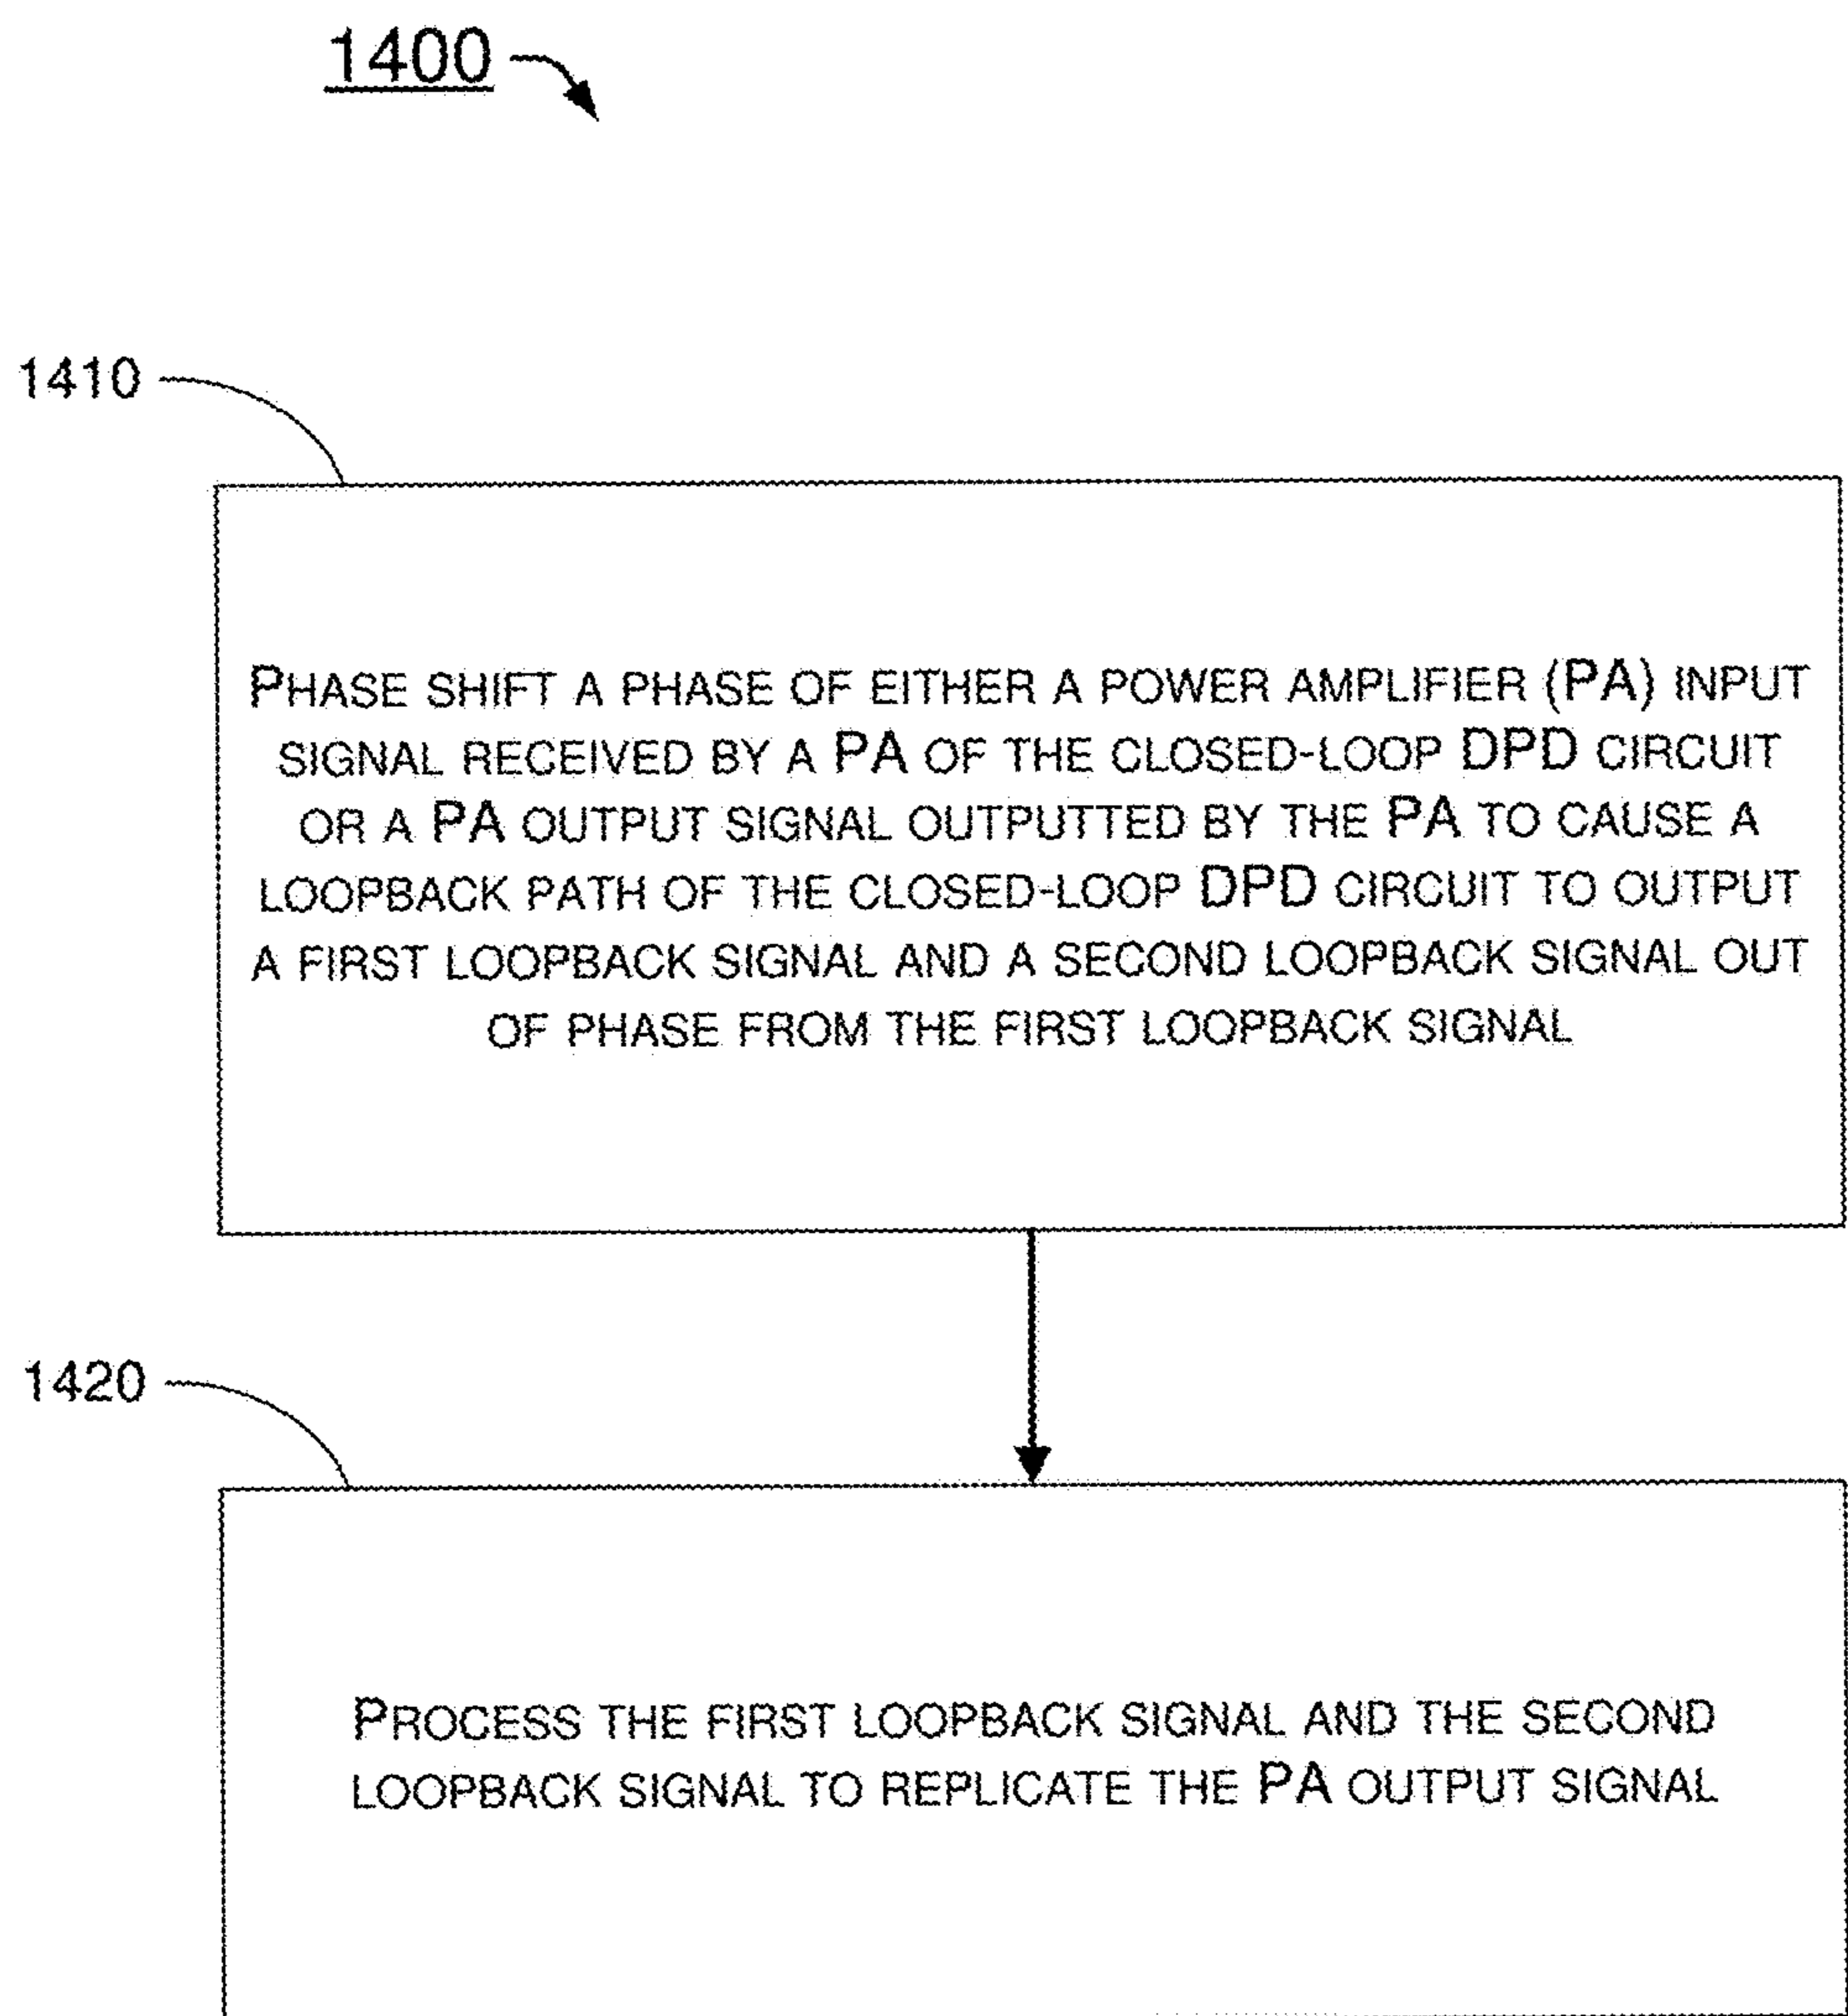 1400
1410
PHASE SHIFT A PHASE OF EITHER A POWER AMPLIFIER (PA) INPUT
SIGNAL RECEIVED BY A PA OF THE CLOSED-LOOP DPD CIRCUIT
OR A PA OUTPUT SIGNAL OUTPUTTED BY THE PA TO CAUSE A
LOOPBACK PATH OF THE CLOSED-LOOP DPD CIRCUIT TO OUTPUT
A FIRST LOOPBACK SIGNAL AND A SECOND LOOPBACK SIGNAL OUT
OF PHASE FROM THE FIRST LOOPBACK SIGNAL
1420
PROCESS THE FIRST LOOPBACK SIGNAL AND THE SECOND
LOOPBACK SIGNAL TO REPLICATE THE PA OUTPUT SIGNAL